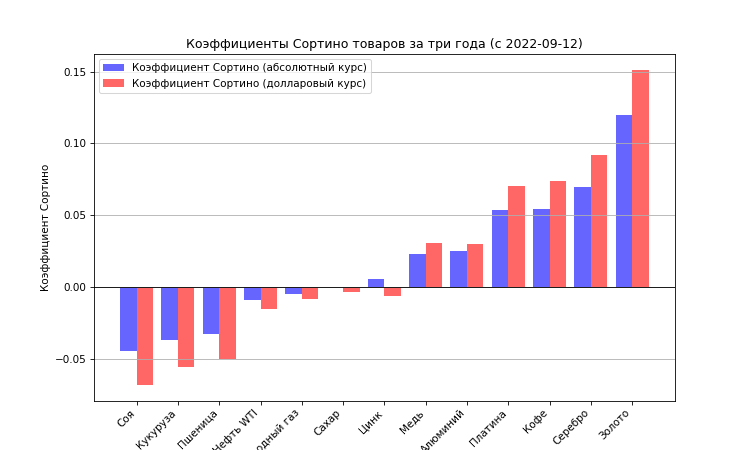 Коэффициенты Сортино товаров за три года (с 2022-09-12)
Коэффициент Сортино (абсолютный курс)
Коэффициент Сортино (долларовый курс)
Коэффициент Сортино
0.15
0.10
0.05
0.00
−0.05
Соя
Кукуруза
Пшеница
Нефть WTI
газ
Сахар
Цинк
Медь
Алюминий
Платина
Кофе
Серебро
Золото